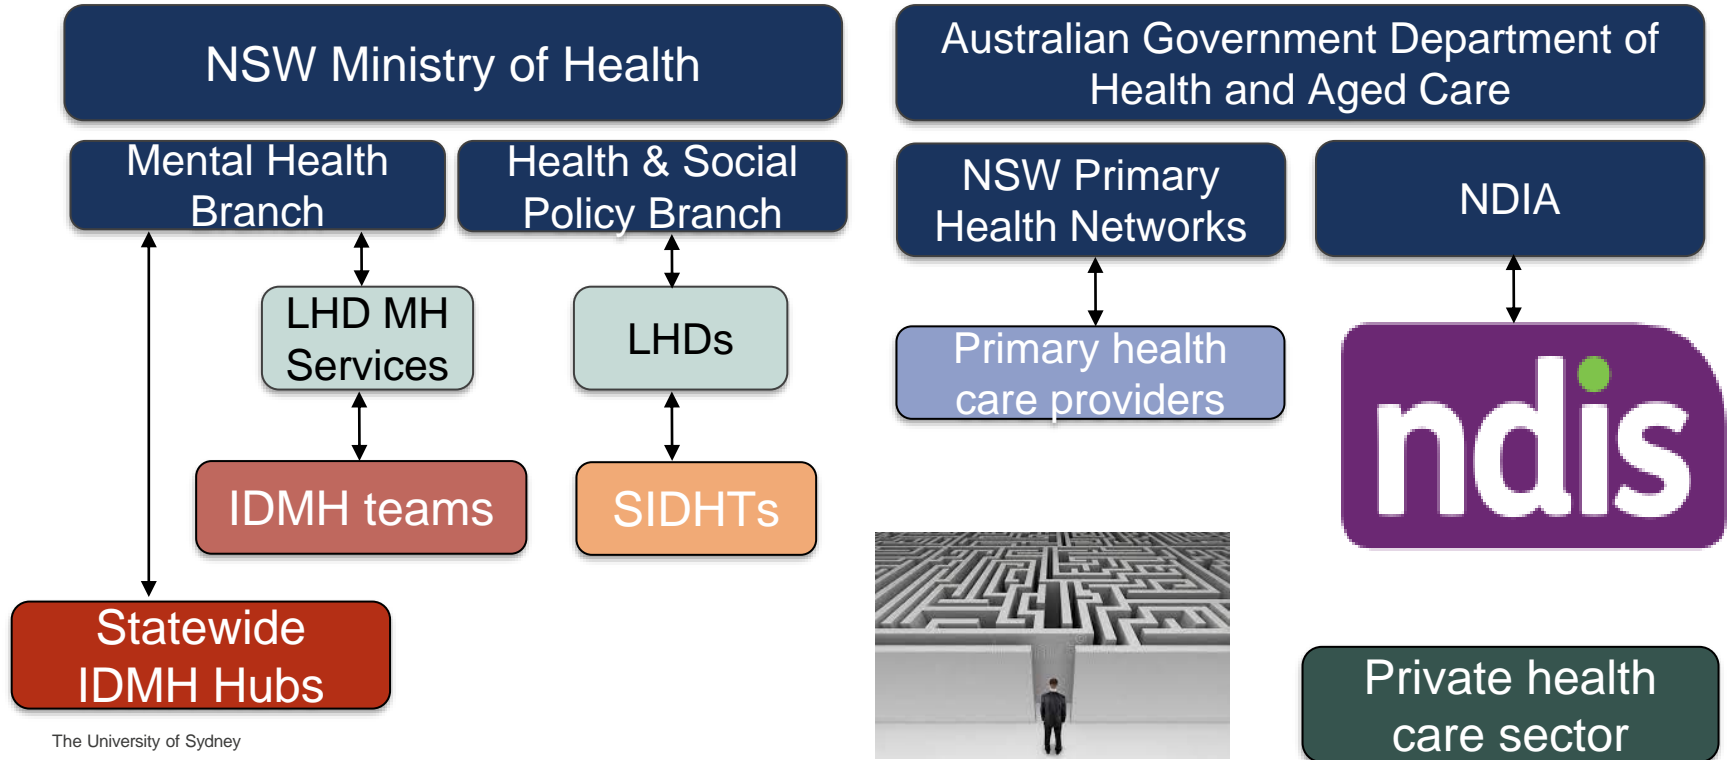 NSW Ministry of Health
Australian Government Department of
Health and Aged Care
Mental Health
Branch
Health & Social
Policy Branch
NSW Primary
Health Networks
NDIA
LHD MH
Services
LHDs
Primary health
care providers
ndis
IDMH teams
SIDHTs
Statewide
IDMH Hubs
Private health
care sector
The University of Sydney